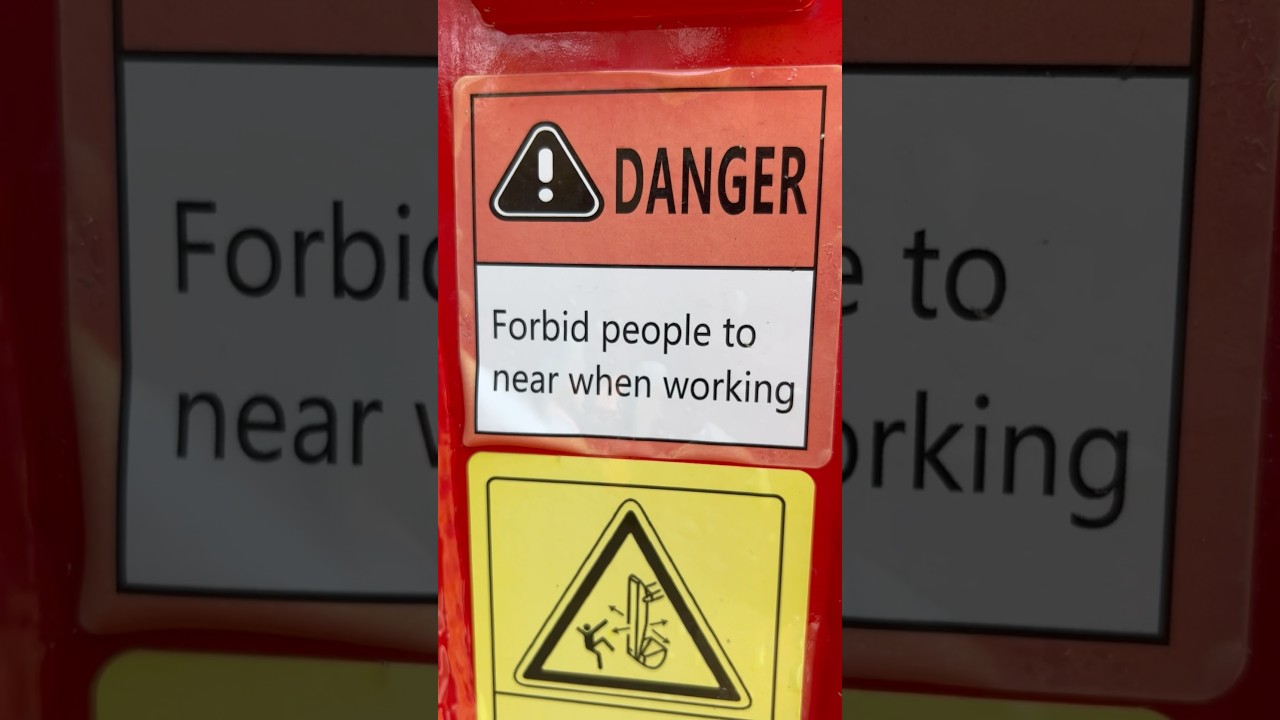 DANGER
Forbid people to
near when working